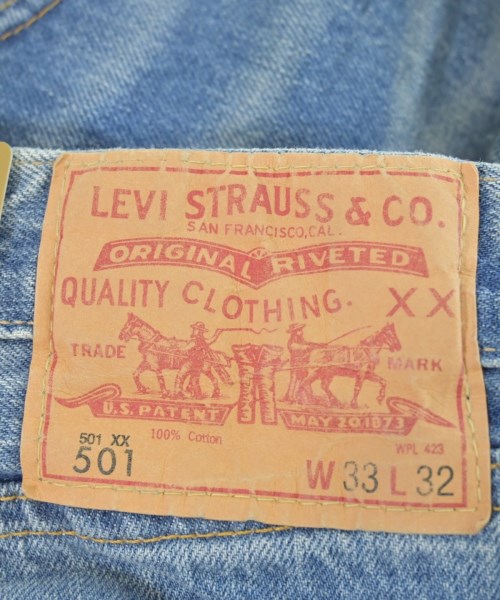 LEVI STRAUSS & CO.
SAN FRANCISCO, CAL.
ORIGINAL RIVETED
QUALITY CLOTHING. XX
TRADE MARK
U.S. PATENT MAY 20.1873
501 XX 100% Cotton WPL 423
501 W 33 L 32